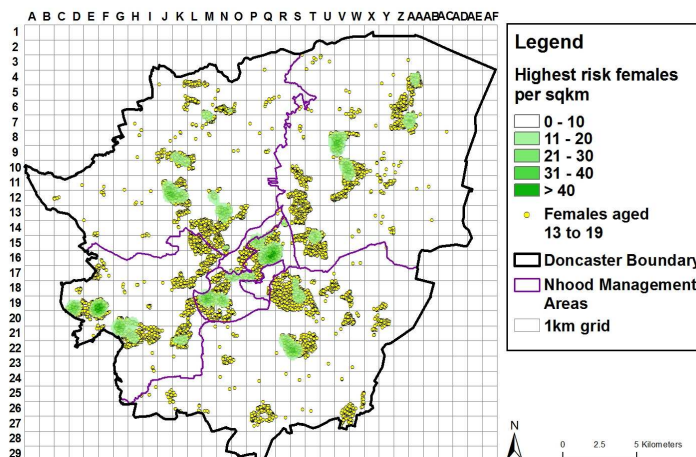 A B C D E F G H I J K L M N O P Q R S T U V W X Y Z AA AB AC AD AE AF
1
2
3
4
5
6
7
8
9
10
11
12
13
14
15
16
17
18
19
20
21
22
23
24
25
26
27
28
29
Legend
Highest risk females
per sqkm
0 - 10
11 - 20
21 - 30
31 - 40
> 40
Females aged
13 to 19
Doncaster Boundary
Nhood Management
Areas
1km grid
N
0 2.5 5 Kilometers